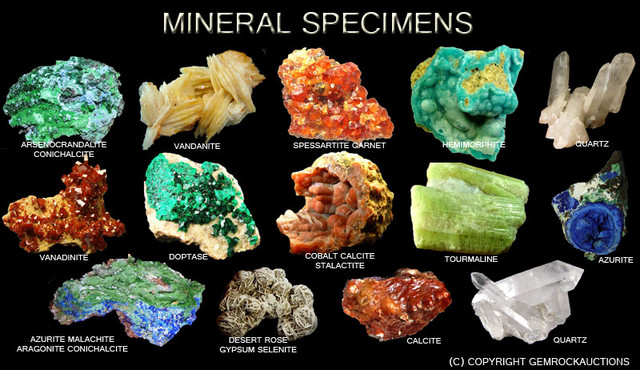 MINERAL SPECIMENS
ARSENOCRANDALITE
CONICHALCITE
VANDANITE
SPESSARTITE GARNET
HEMIMORPHITE
QUARTZ
VANADINITE
DOPTASE
COBALT CALCITE
STALACTITE
TOURMALINE
AZURITE
AZURITE MALACHITE
ARAGONITE CONICHALCITE
DESERT ROSE
GYPSUM SELENITE
CALCITE
QUARTZ
(C) COPYRIGHT GEMROCKAUCTIONS